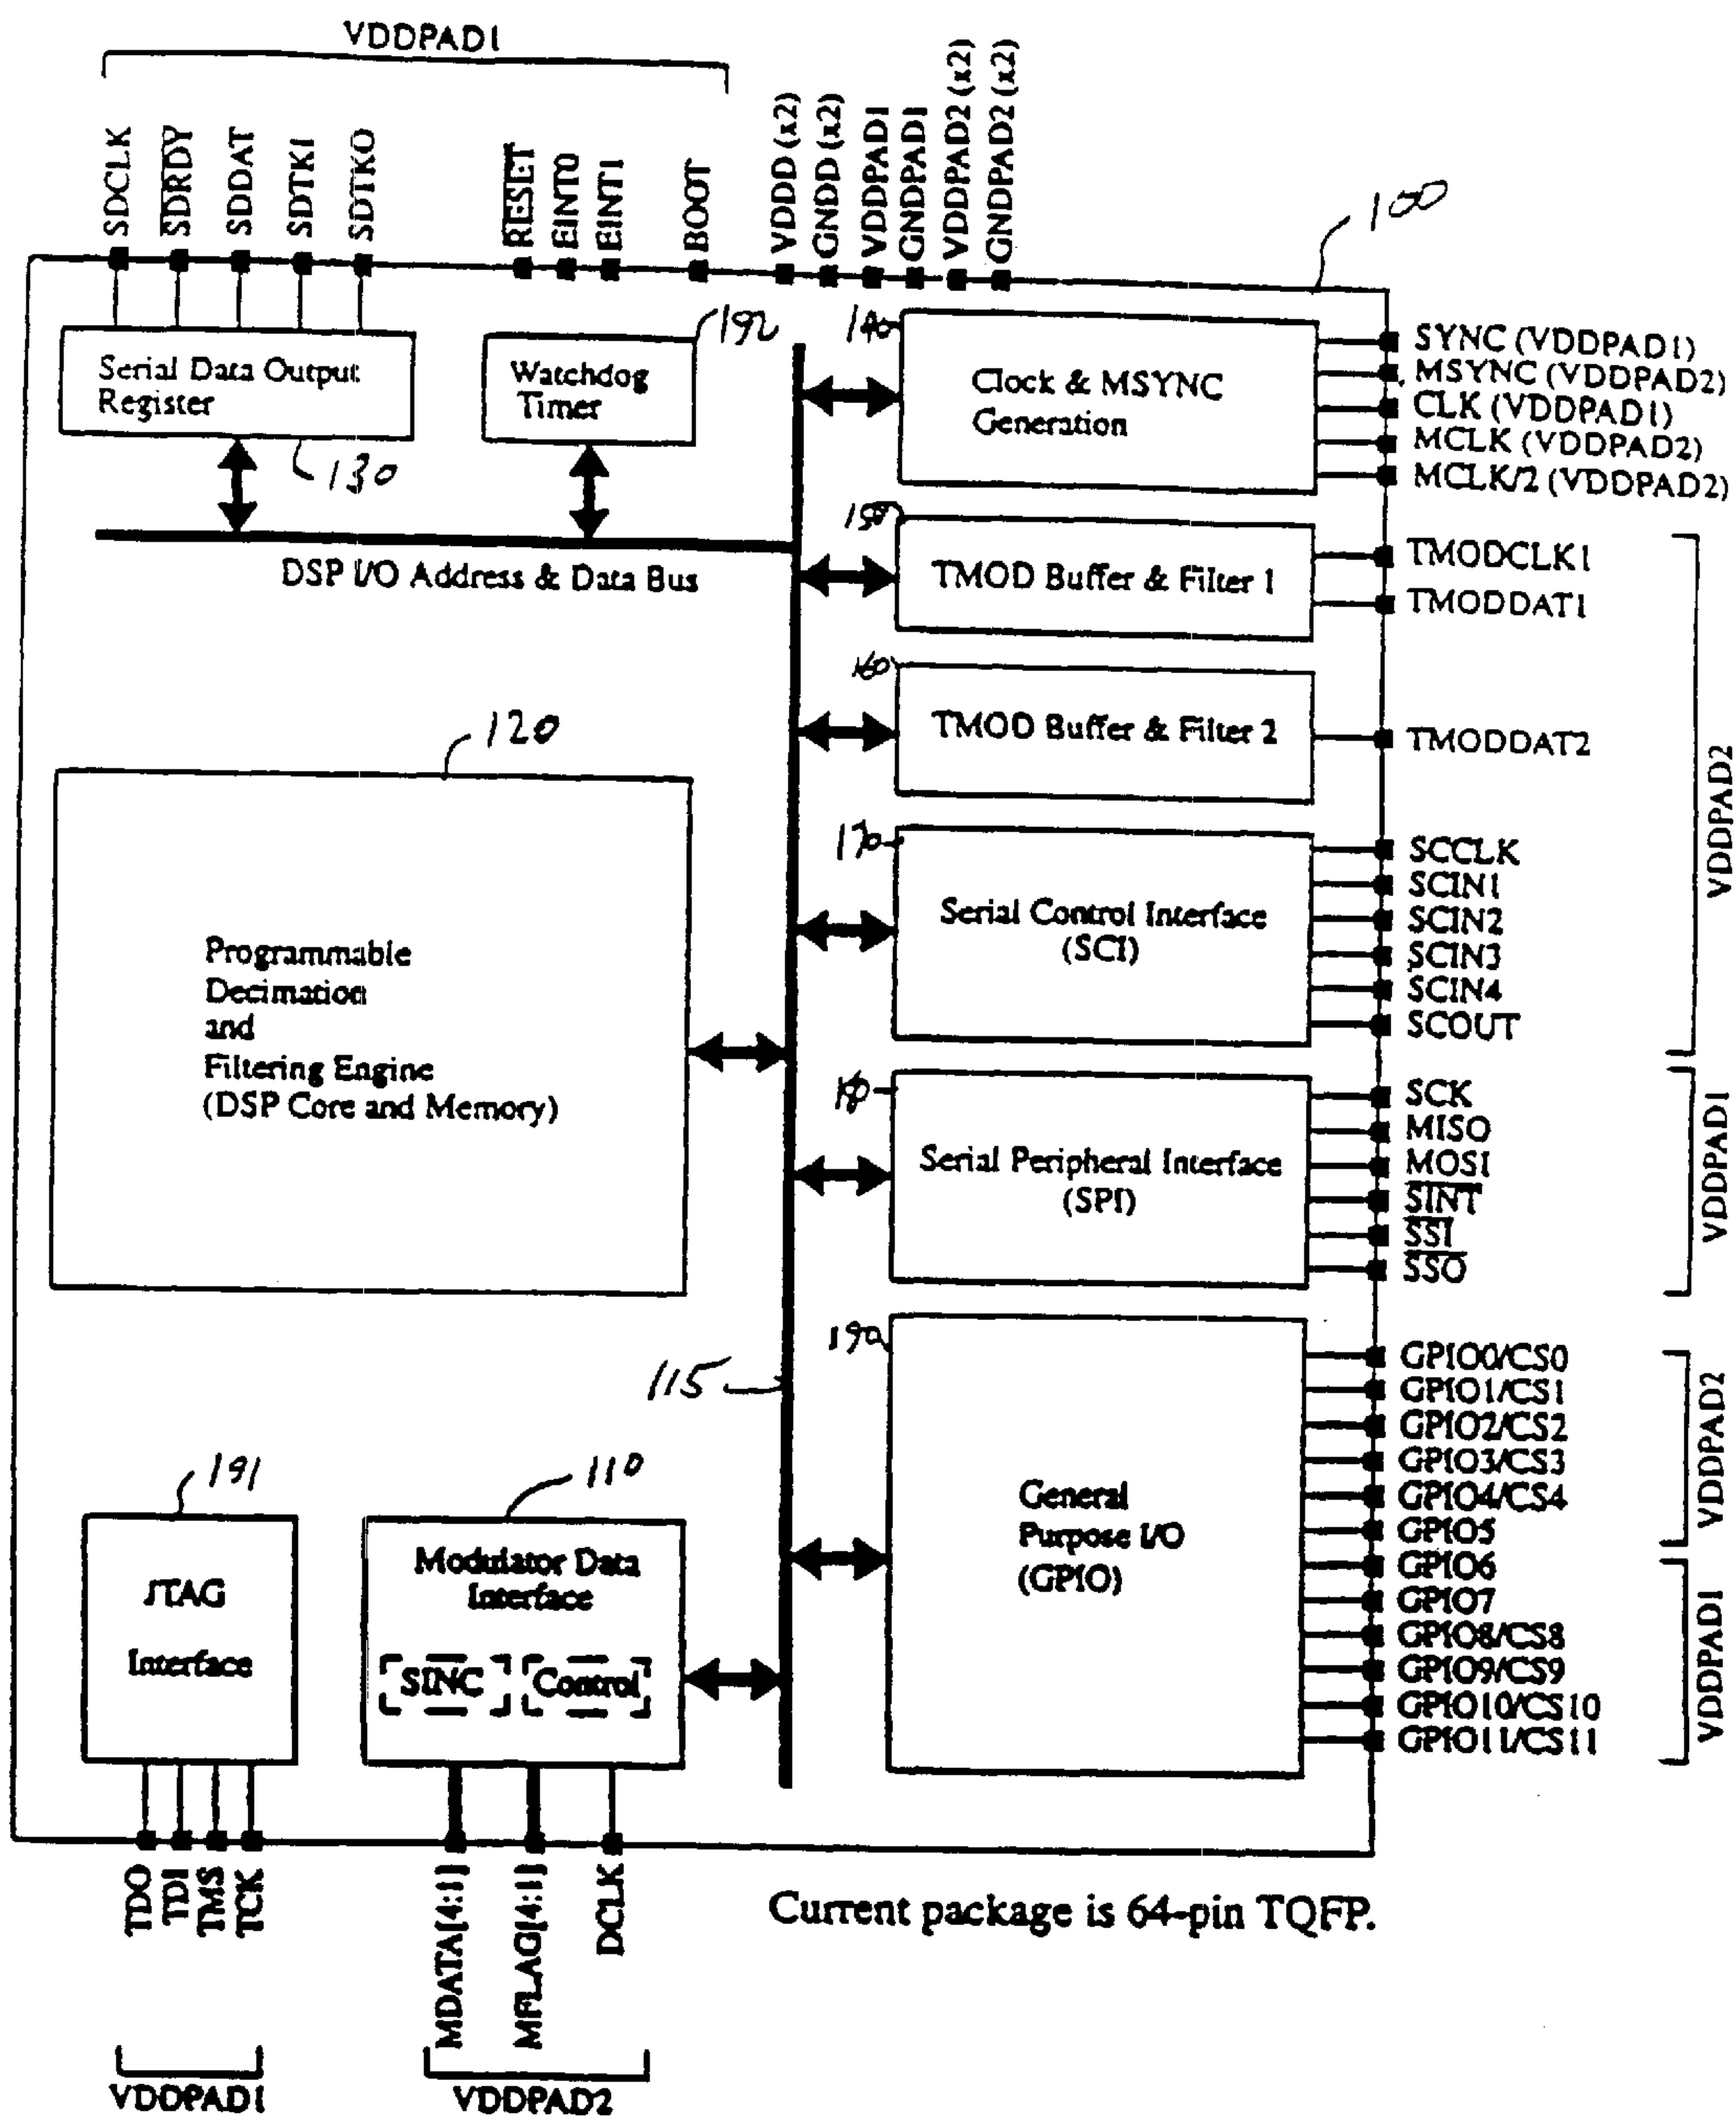 VDDPAD1
SDCLK
SDRDY
SDDAT
SDTKI
SDTKO
RESET
EINT0
EINT1
BOOT
VDDD (x2)
GNDD (x2)
VDDPAD1
GNDPAD1
VDDPAD2 (x2)
GNDPAD2 (x2)
100
Serial Data Output
Register
130
Watchdog
Timer
192
140
Clock & MSYNC
Generation
SYNC (VDDPAD1)
MSYNC (VDDPAD2)
CLK (VDDPAD1)
MCLK (VDDPAD2)
MCLK/2 (VDDPAD2)
DSP I/O Address & Data Bus
150
TMOD Buffer & Filter 1
TMODCLK1
TMODDAT1
160
TMOD Buffer & Filter 2
TMODDAT2
VDDPAD2
120
Programmable
Decimation
and
Filtering Engine
(DSP Core and Memory)
170
Serial Control Interface
(SCI)
SCCLK
SCIN1
SCIN2
SCIN3
SCIN4
SCOUT
180
Serial Peripheral Interface
(SPI)
SCK
MISO
MOSI
SINT
SSI
SSO
VDDPAD1
190
115
General
Purpose I/O
(GPIO)
GPIO0/CS0
GPIO1/CS1
GPIO2/CS2
GPIO3/CS3
GPIO4/CS4
GPIO5
GPIO6
GPIO7
GPIO8/CS8
GPIO9/CS9
GPIO10/CS10
GPIO11/CS11
VDDPAD2
VDDPAD1
191
JTAG
Interface
110
Modulator Data
Interface
SINC
Control
TDO
TDI
TMS
TCK
MDATA[4:1]
MFLAG[4:1]
DCLK
Current package is 64-pin TQFP.
VDDPAD1
VDDPAD2